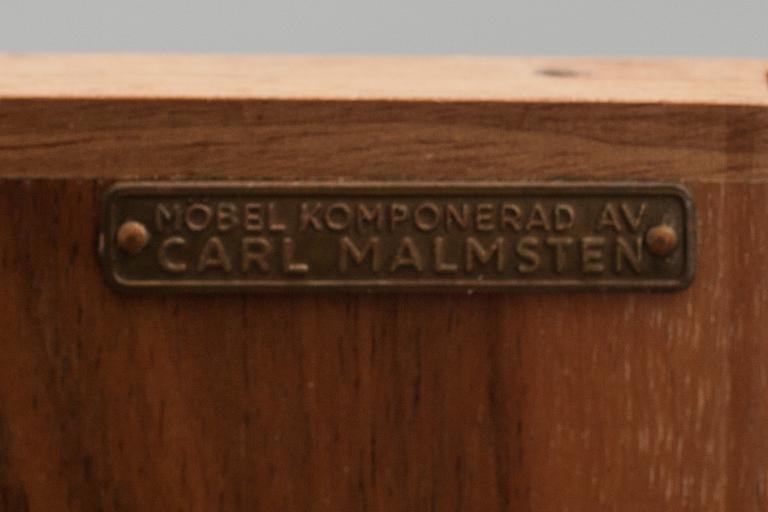 MÖBEL KOMPONERAD AV
CARL MALMSTEN